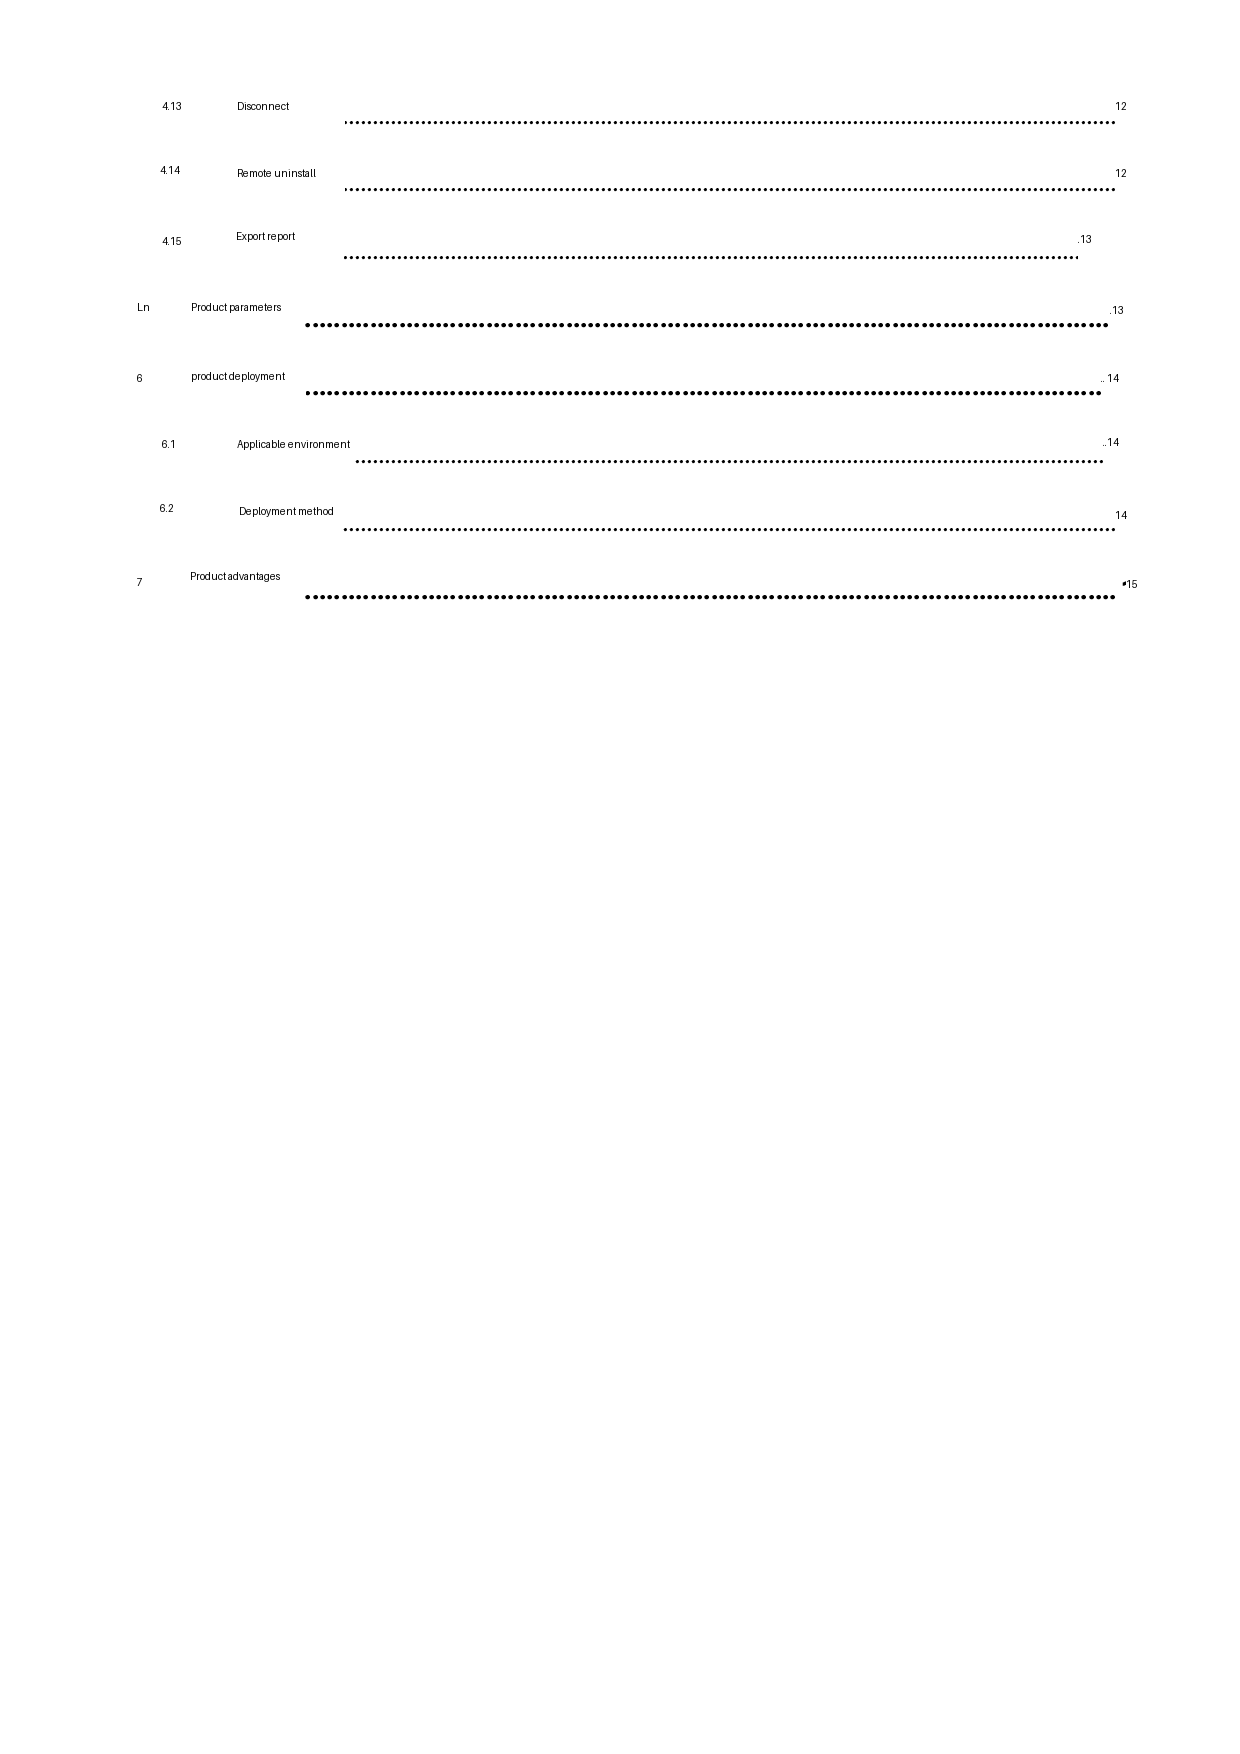 4.13 Disconnect ........................................ 12
4.14 Remote uninstall ........................................ 12
4.15 Export report ........................................ .13
Ln Product parameters ........................................ .13
6 product deployment ........................................ .. 14
6.1 Applicable environment ........................................ ..14
6.2 Deployment method ........................................ 14
7 Product advantages ........................................ 15